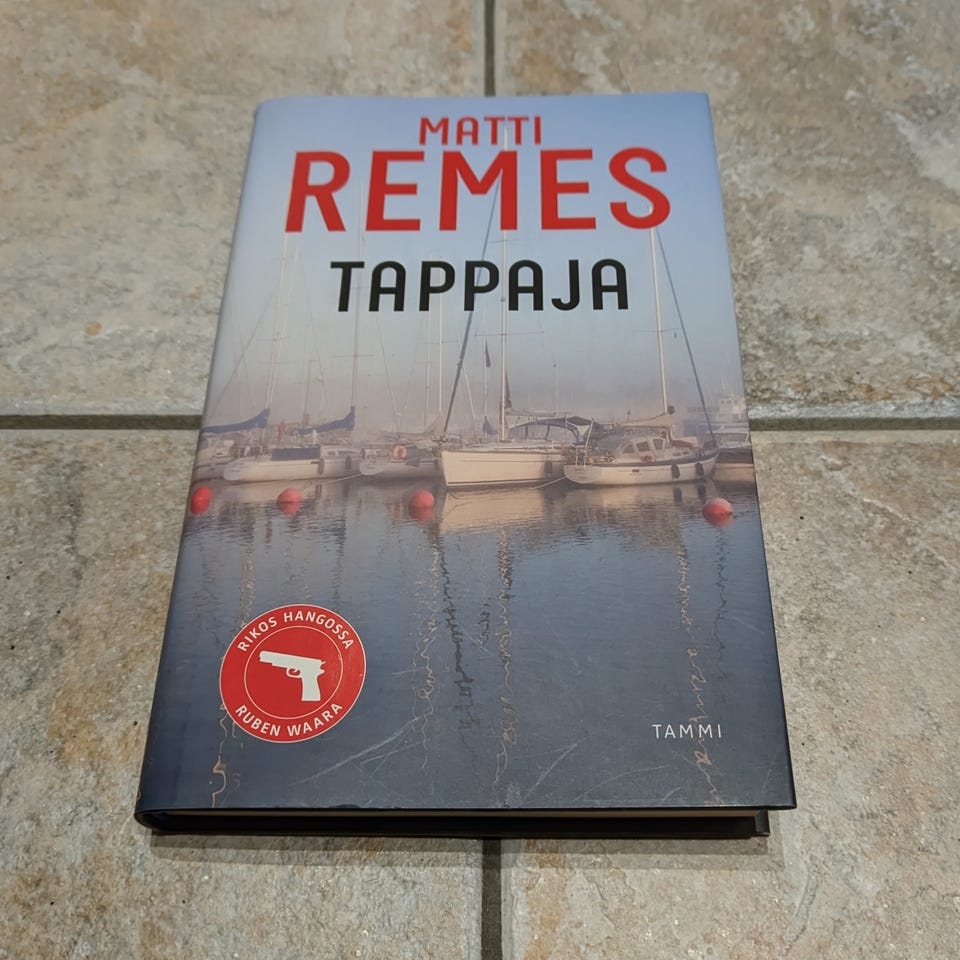 MATTI
REMES
TAPPAJA
RIKOS HANGOSSA
RUBEN WAARA
TAMMI